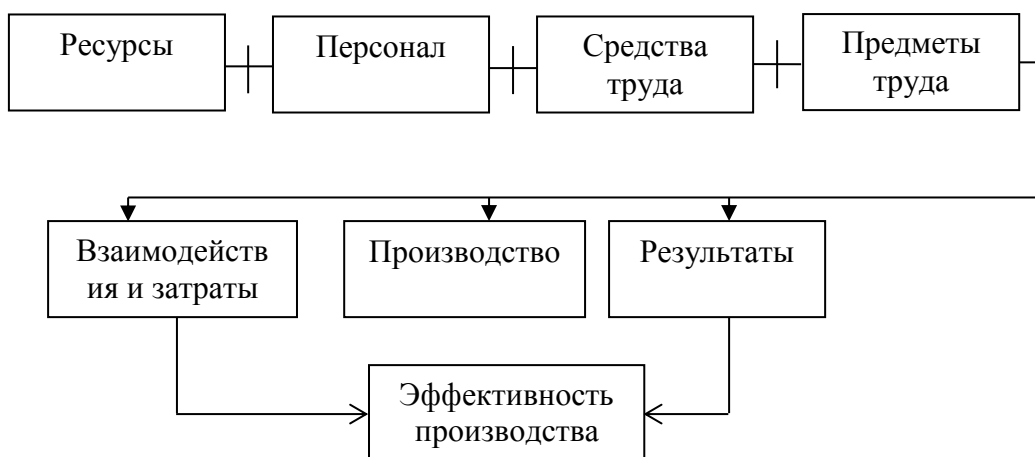 Ресурсы
Персонал
Средства
труда
Предметы
труда
Взаимодейств
ия и затраты
Производство
Результаты
Эффективность
производства